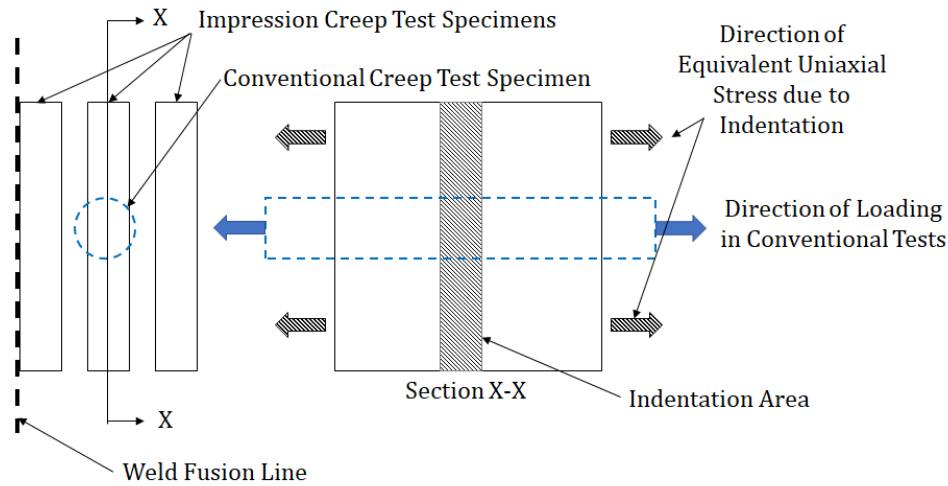 X
Impression Creep Test Specimens
Conventional Creep Test Specimen
Direction of
Equivalent Uniaxial
Stress due to
Indentation
Direction of Loading
in Conventional Tests
Section X-X
Indentation Area
X
Weld Fusion Line